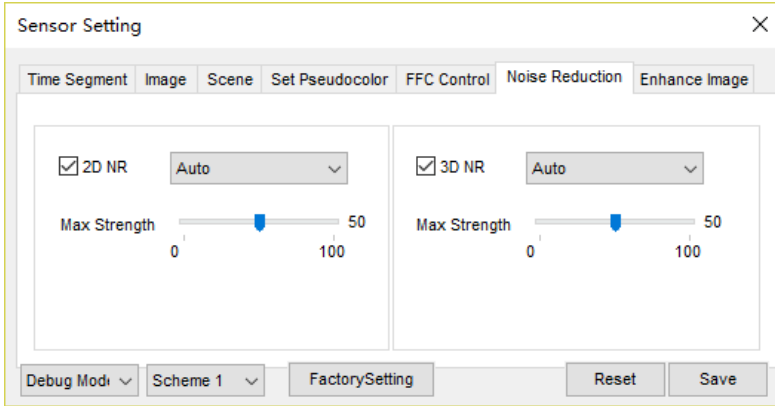 Sensor Setting
Time Segment Image Scene Set Pseudocolor FFC Control Noise Reduction Enhance Image
2D NR Auto 3D NR Auto
Max Strength 50 Max Strength 50
0 100 0 100
Debug Mode Scheme 1 FactorySetting Reset Save